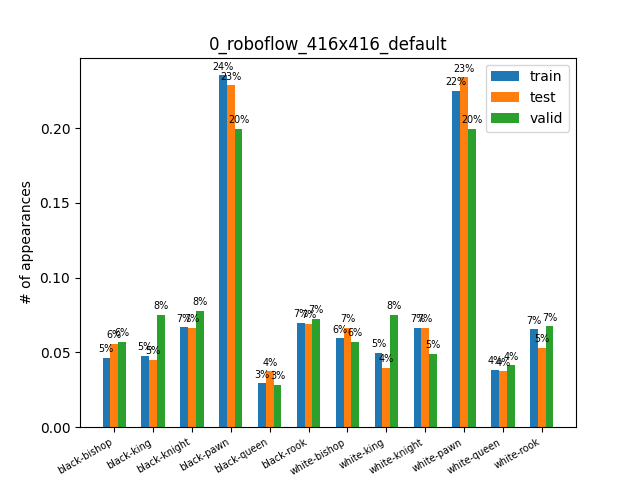 0_roboflow_416x416_default
# of appearances
0.20
0.15
0.10
0.05
0.00
train
test
valid
5% 6% 6%
5% 5% 8%
7% 7% 8%
24% 23% 20%
3% 4% 3%
7% 7% 7%
6% 7% 6%
5% 4% 8%
7% 7% 5%
22% 23% 20%
4% 4% 4%
7% 5% 7%
black-bishop
black-king
black-knight
black-pawn
black-queen
black-rook
white-bishop
white-king
white-knight
white-pawn
white-queen
white-rook